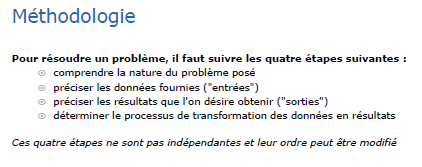 Méthodologie
Pour résoudre un problème, il faut suivre les quatre étapes suivantes :
comprendre la nature du problème posé
préciser les données fournies ("entrées")
préciser les résultats que l'on désire obtenir ("sorties")
déterminer le processus de transformation des données en résultats
Ces quatre étapes ne sont pas indépendantes et leur ordre peut être modifié